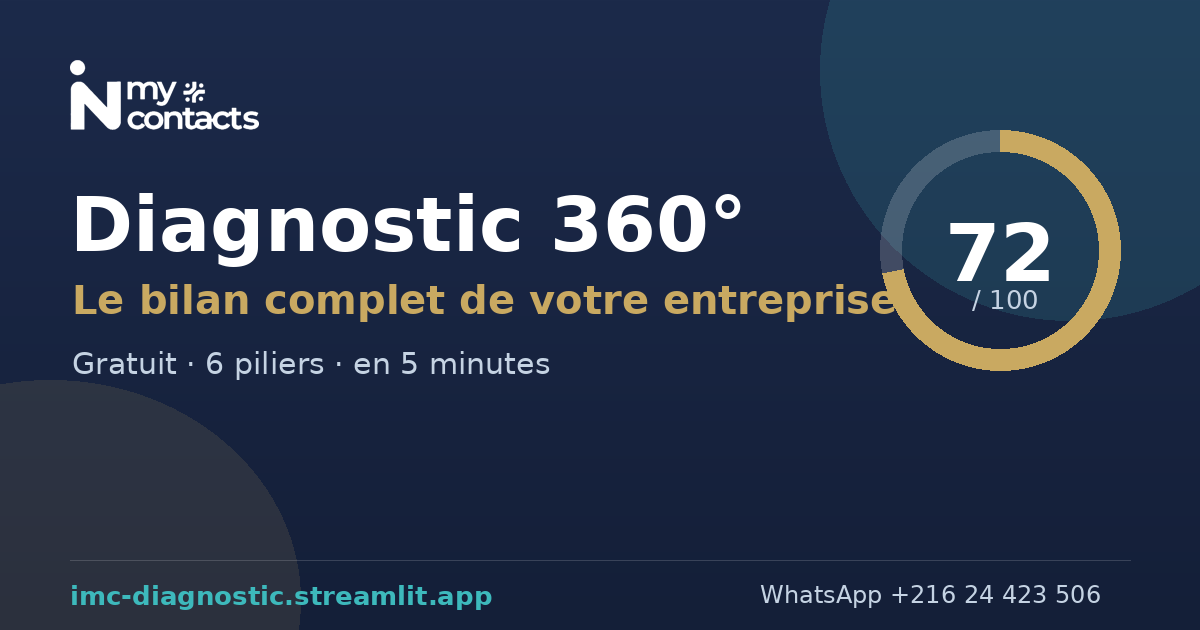 iN my
contacts
Diagnostic 360°
Le bilan complet de votre entreprise
72
/ 100
Gratuit · 6 piliers · en 5 minutes
imc-diagnostic.streamlit.app
WhatsApp +216 24 423 506